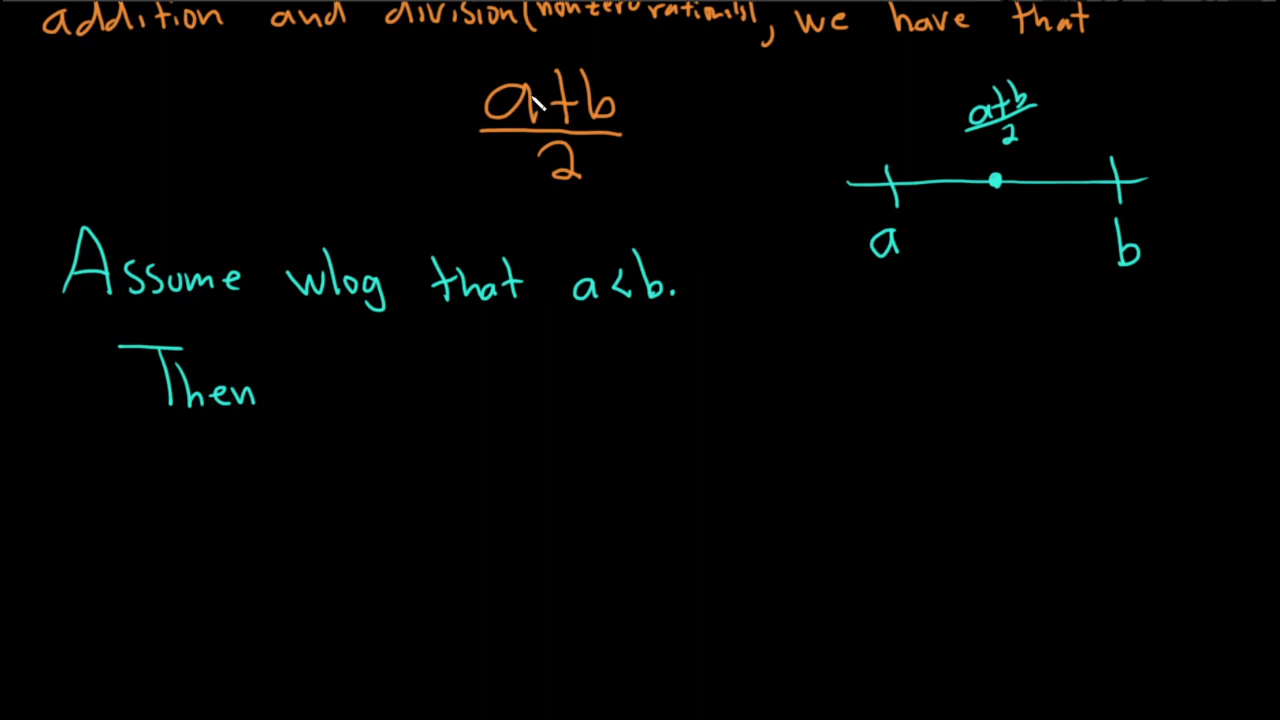 addition and division (nonzero rationals), we have that
a+b
2
a+b
2
a b
Assume wlog that a<b.
Then